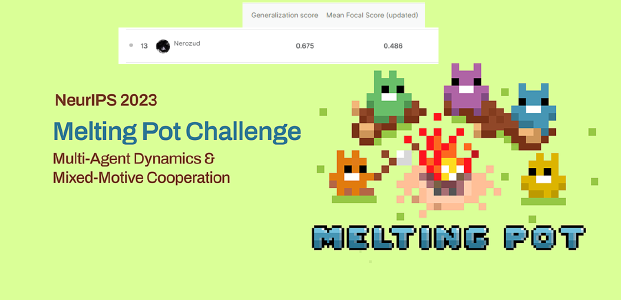 Generalization score Mean Focal Score (updated)
13 Nerozud 0.675 0.486
NeurIPS 2023
Melting Pot Challenge
Multi-Agent Dynamics &
Mixed-Motive Cooperation
MELTING POT